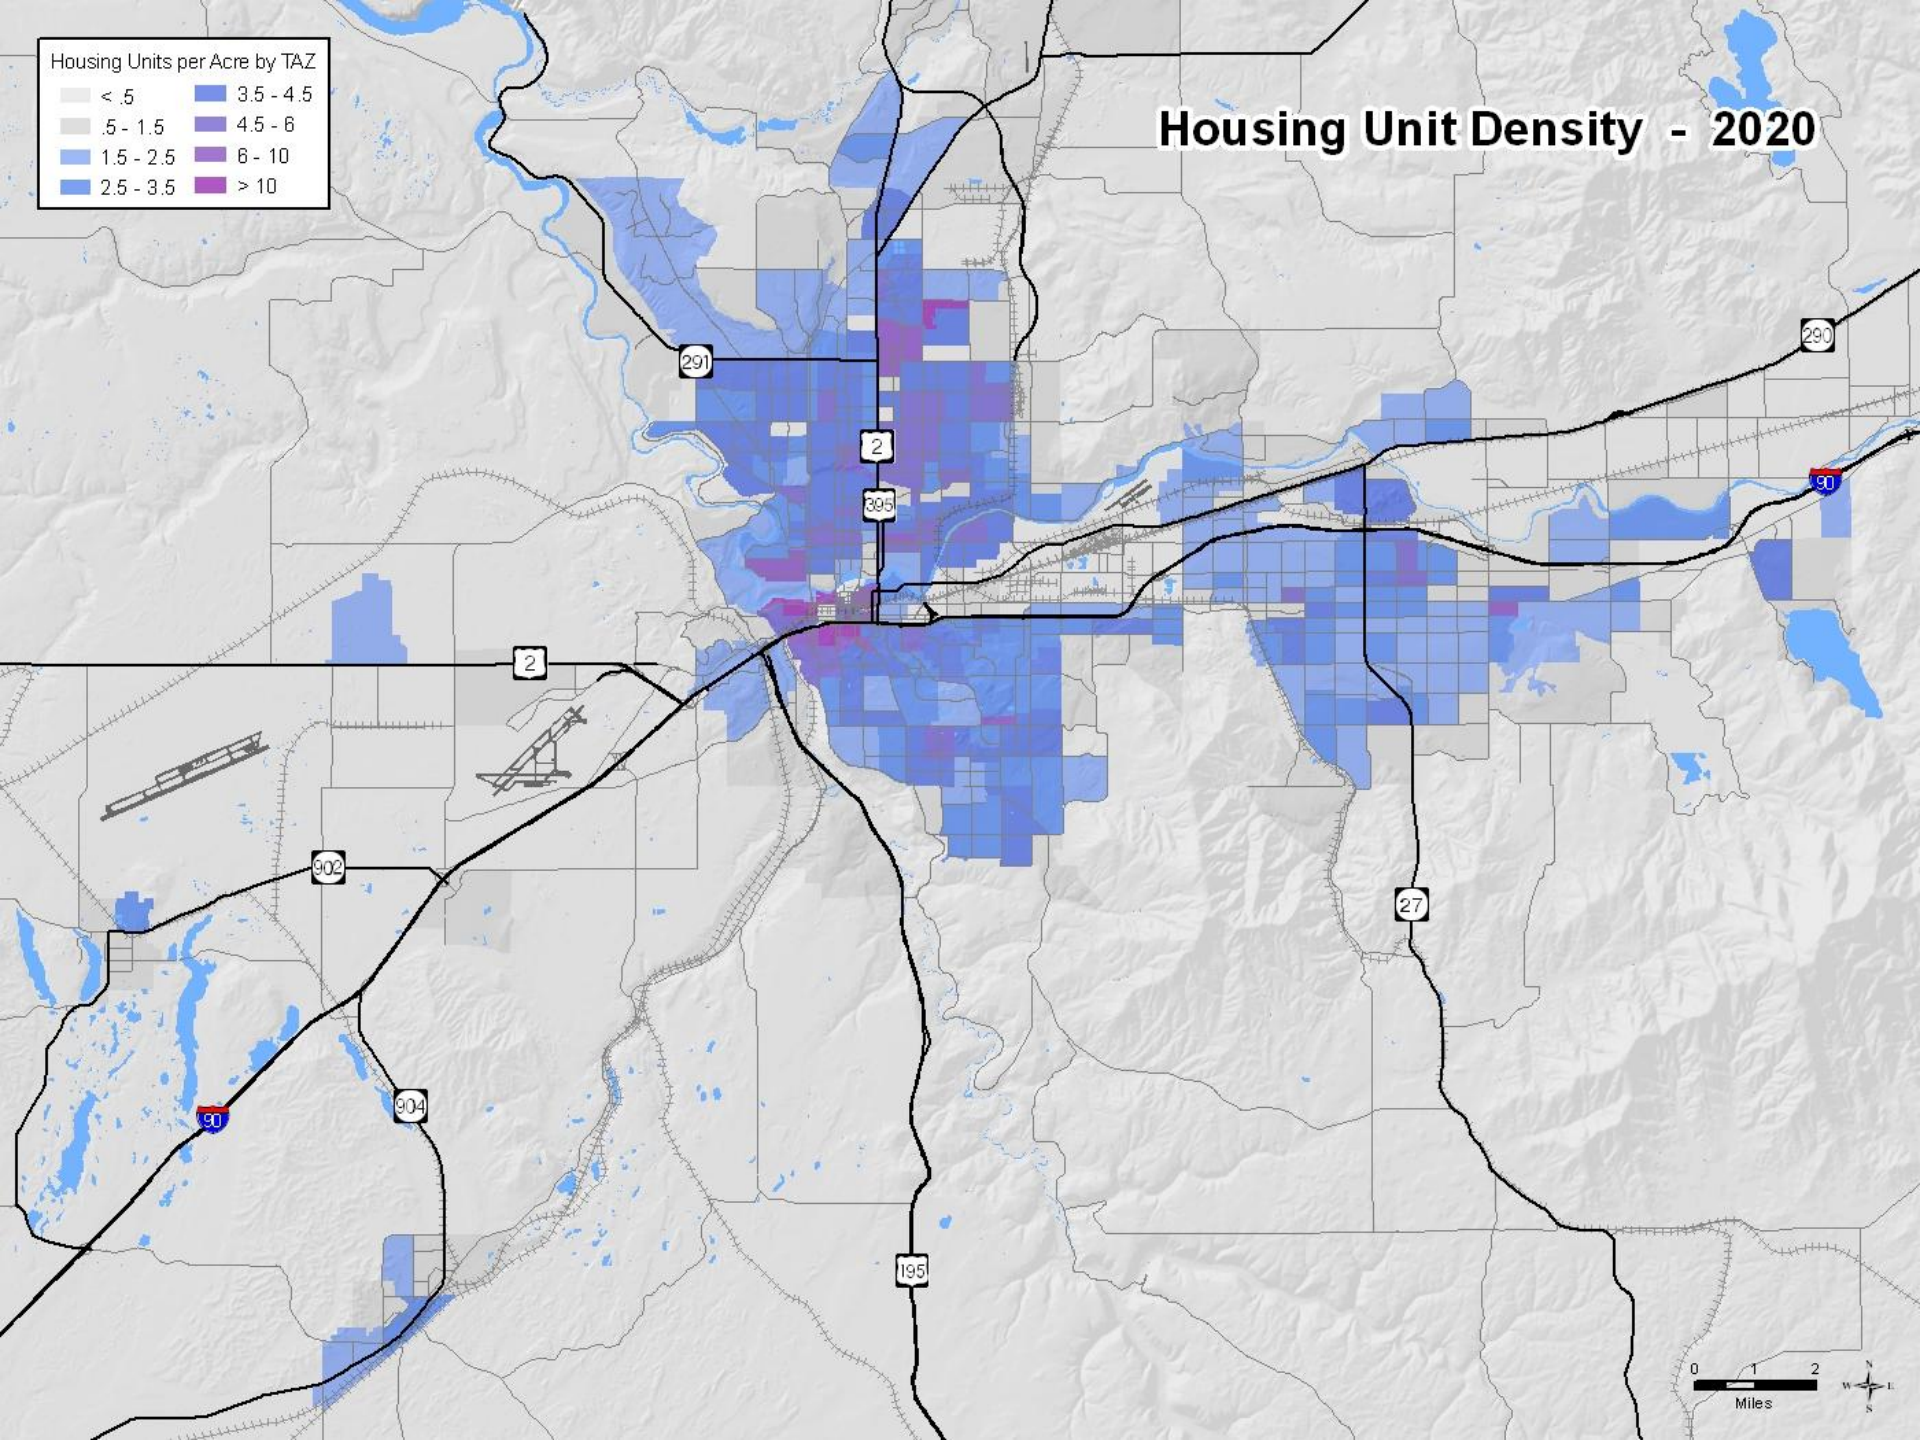 Housing Units per Acre by TAZ
< .5
3.5 - 4.5
.5 - 1.5
4.5 - 6
1.5 - 2.5
6 - 10
2.5 - 3.5
> 10
Housing Unit Density - 2020
290
291
2
90
395
2
902
27
904
90
195
0 1 2
Miles
N
W E
S